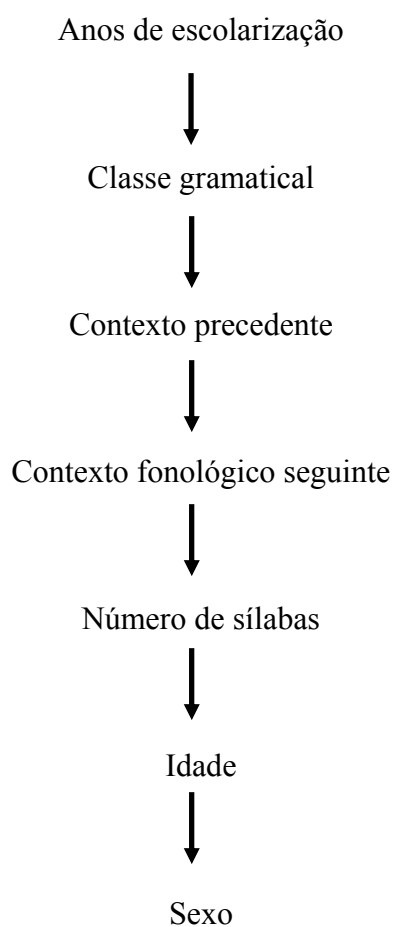 Anos de escolarização
Classe gramatical
Contexto precedente
Contexto fonológico seguinte
Número de sílabas
Idade
Sexo